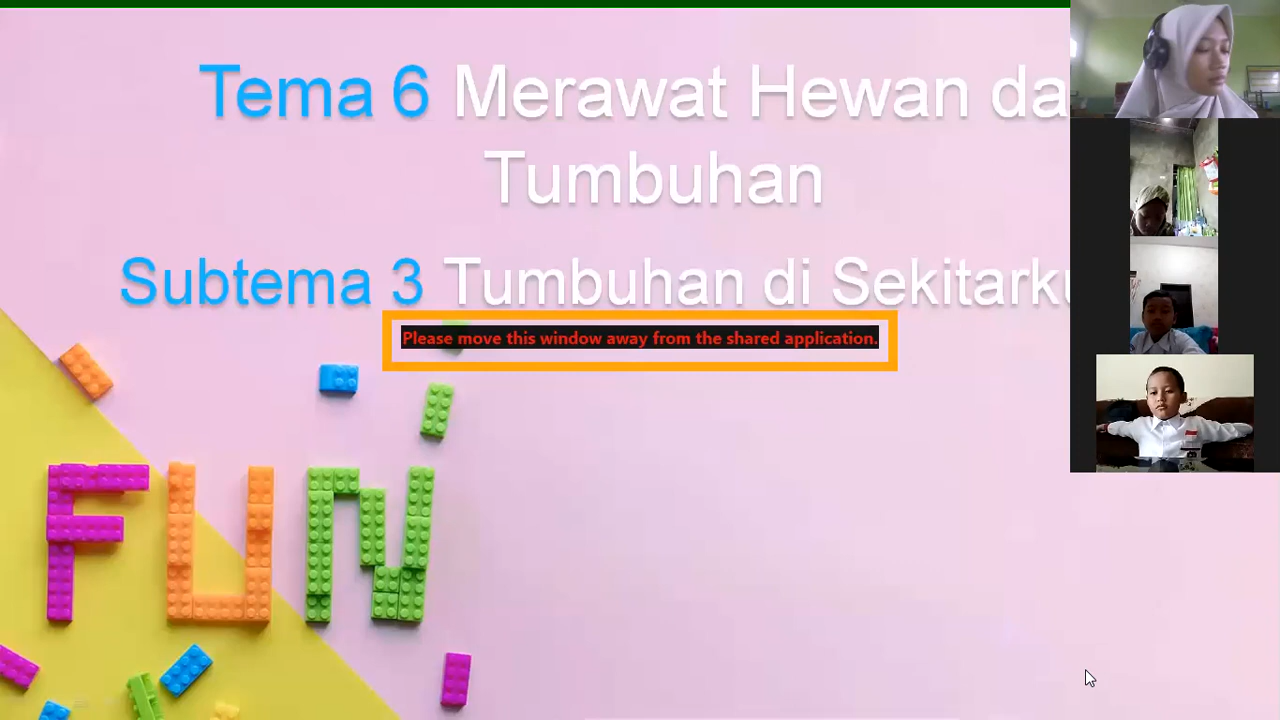 Tema 6 Merawat Hewan da
Tumbuhan
Subtema 3 Tumbuhan di Sekitarku
Please move this window away from the shared application.
FUN